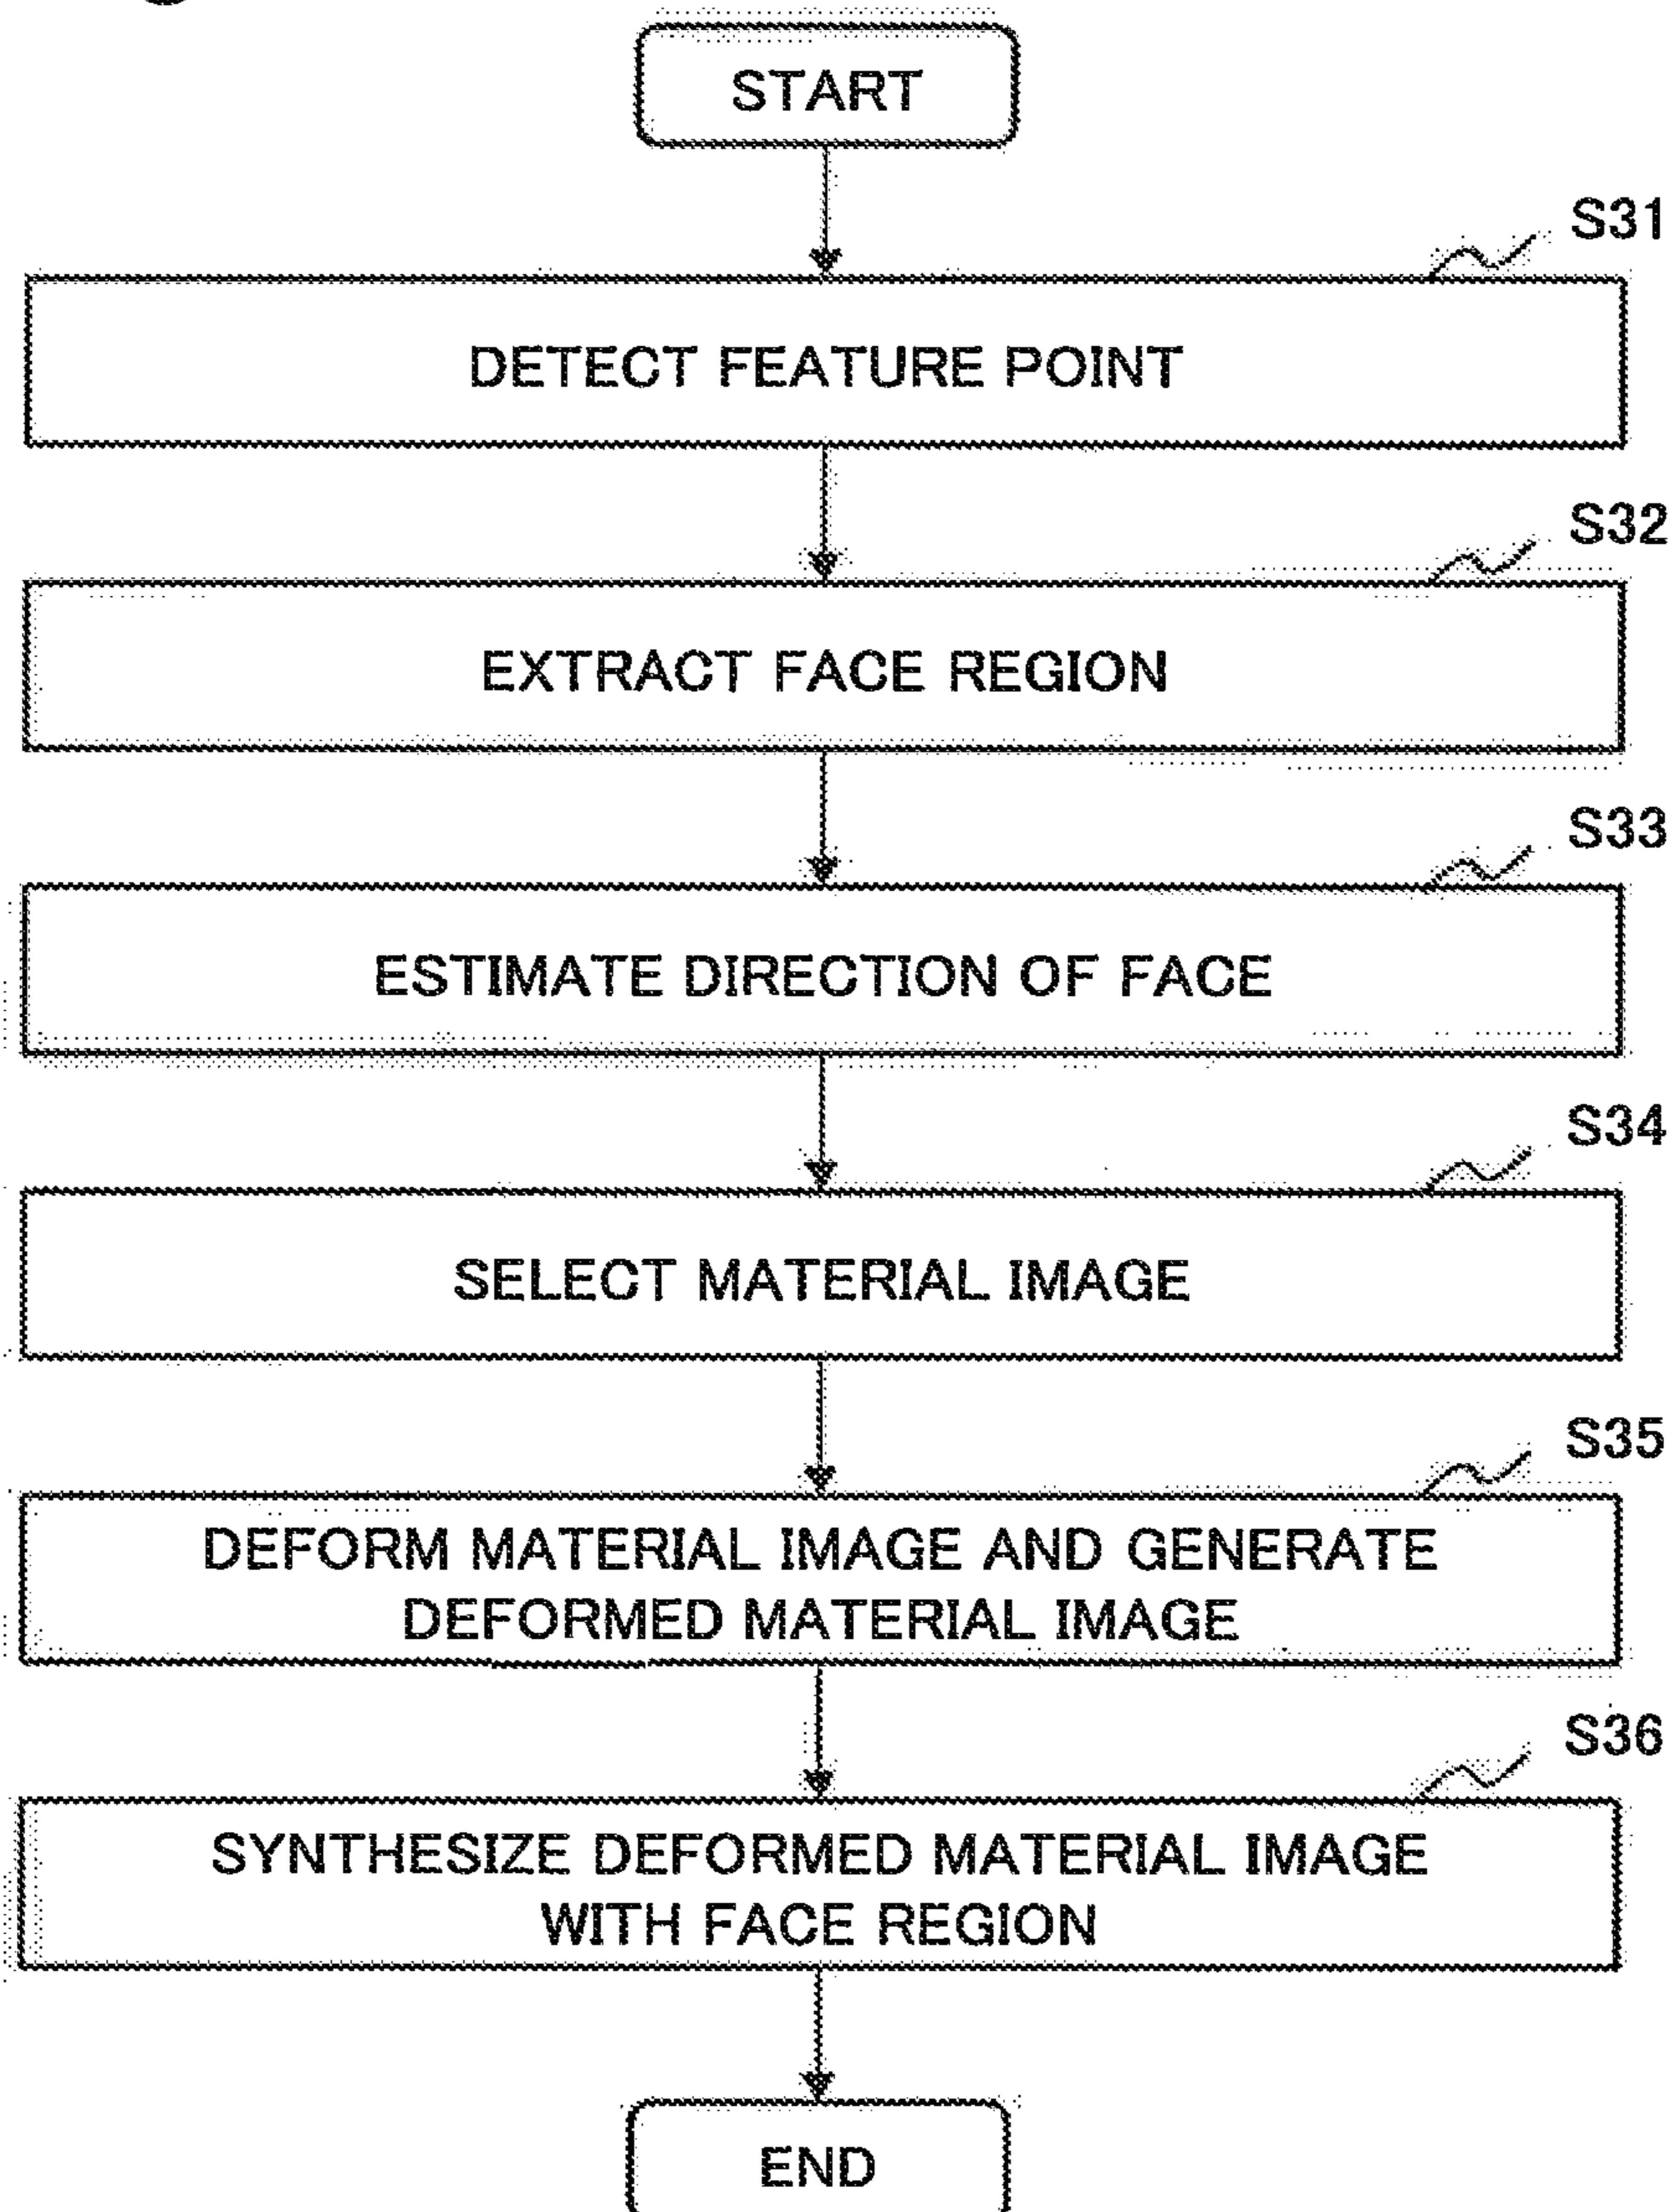 START
S31
DETECT FEATURE POINT
S32
EXTRACT FACE REGION
S33
ESTIMATE DIRECTION OF FACE
S34
SELECT MATERIAL IMAGE
S35
DEFORM MATERIAL IMAGE AND GENERATE
DEFORMED MATERIAL IMAGE
S36
SYNTHESIZE DEFORMED MATERIAL IMAGE
WITH FACE REGION
END